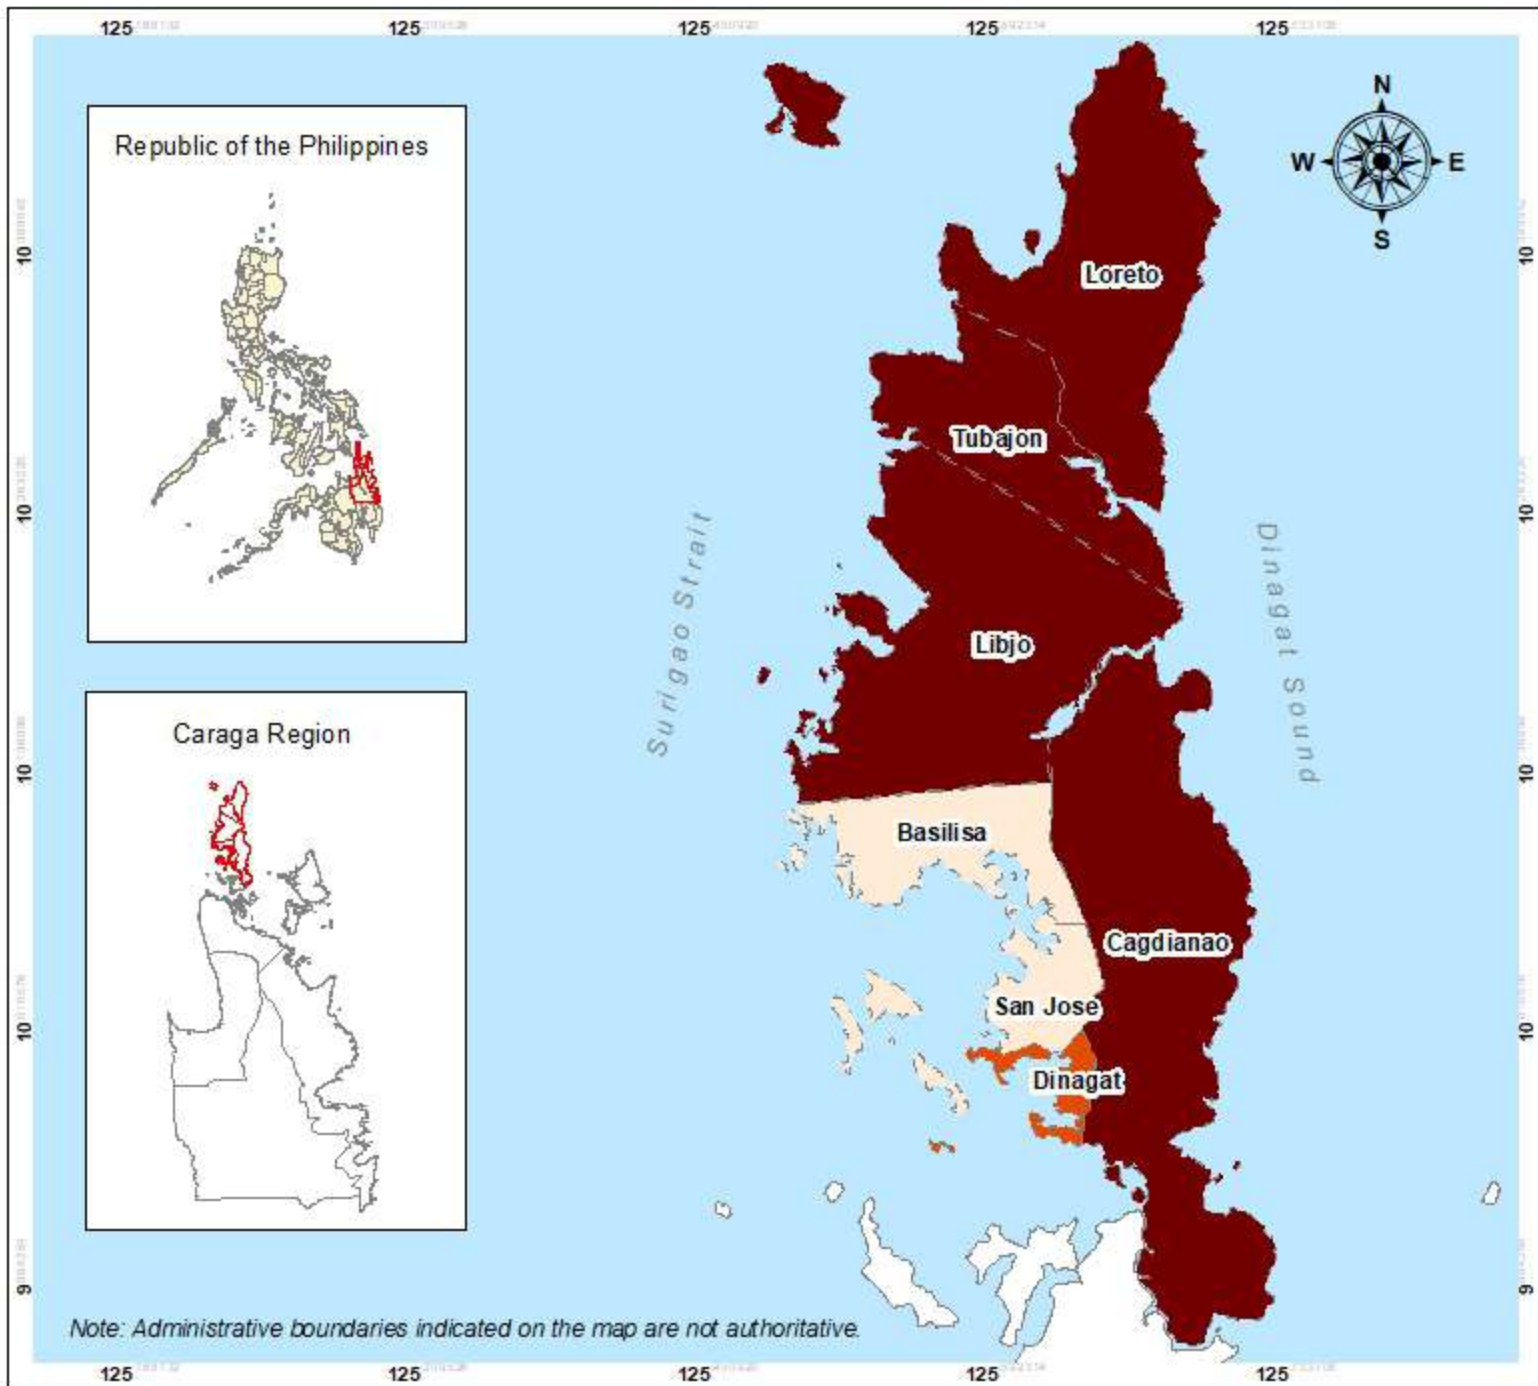 125 125 125 125 125
N
W E
S
Republic of the Philippines
10 10
Loreto
Tubajon
10 10
Surigao Strait
Dinagat Sound
Libjo
Caraga Region
10 10
Basilisa
Cagdianao
San Jose
10 10
Dinagat
9 9
Note: Administrative boundaries indicated on the map are not authoritative.
125 125 125 125 125